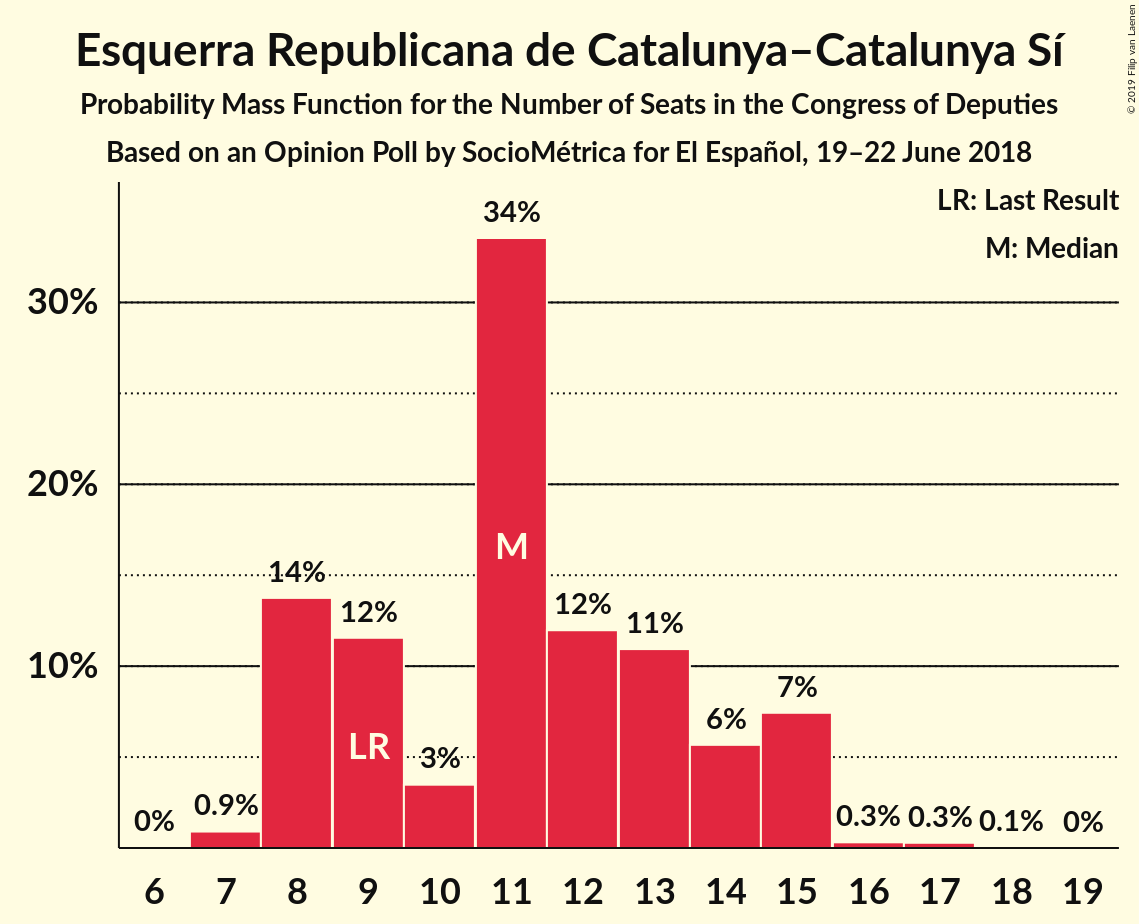 Esquerra Republicana de Catalunya–Catalunya Sí
Probability Mass Function for the Number of Seats in the Congress of Deputies
Based on an Opinion Poll by SocioMétrica for El Español, 19–22 June 2018
© 2019 Filip van Laenen
LR: Last Result
M: Median
34%
30%
20%
M
14%
12%
12%
11%
10%
7%
6%
LR
3%
0%
0.9%
0.3%
0.3%
0.1%
0%
6 7 8 9 10 11 12 13 14 15 16 17 18 19